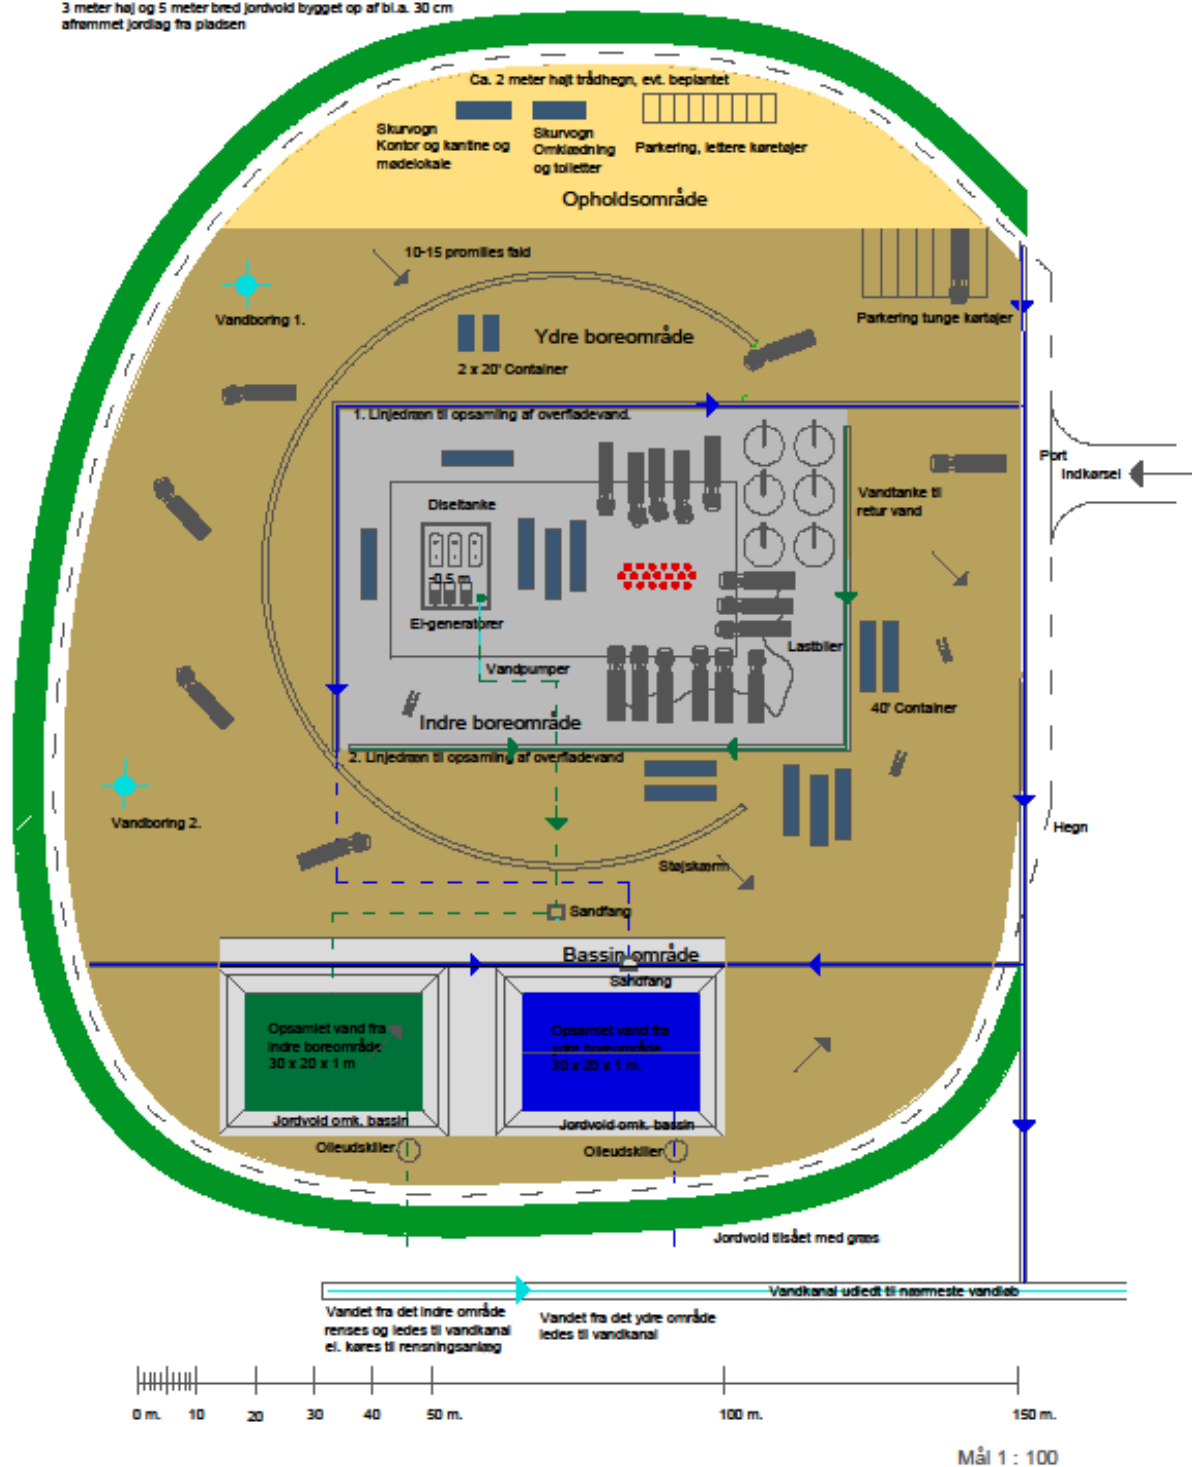 3 meter høj og 5 meter bred jordvold bygget op af bl.a. 30 cm
afrømmet jordlag fra pladsen
Ca. 2 meter højt trådhegn, evt. beplantet
Skurvogn
Kontor og kantine og
mødelokale
Skurvogn
Omklædning
og toiletter
Parkering, lettere køretøjer
Opholdsområde
10-15 promilles fald
Vandboring 1.
Parkering tunge kørtøjer
Ydre boreområde
2 x 20' Container
1. Linjedræn til opsamling af overfladevand.
Port
Indkørsel
Diseltanke
Vandtanke til
retur vand
-0,5 m
El-generatorer
Lastbiler
Vandpumper
40' Container
Indre boreområde
2. Linjedræn til opsamling af overfladevand
Vandboring 2.
Hegn
Støjskærm
Sandfang
Bassin område
Sandfang
Opsamlet vand fra
indre boreområde
30 x 20 x 1 m
Opsamlet vand fra
ydre boreområde
30 x 20 x 1 m.
Jordvold omk. bassin
Jordvold omk. bassin
Olieudskiller
Olieudskiller
Jordvold tilsået med græs
Vandkanal udledt til nærmeste vandløb
Vandet fra det indre område
renses og ledes til vandkanal
el. køres til rensningsanlæg
Vandet fra det ydre område
ledes til vandkanal
0 m. 10 20 30 40 50 m. 100 m. 150 m.
Mål 1 : 100